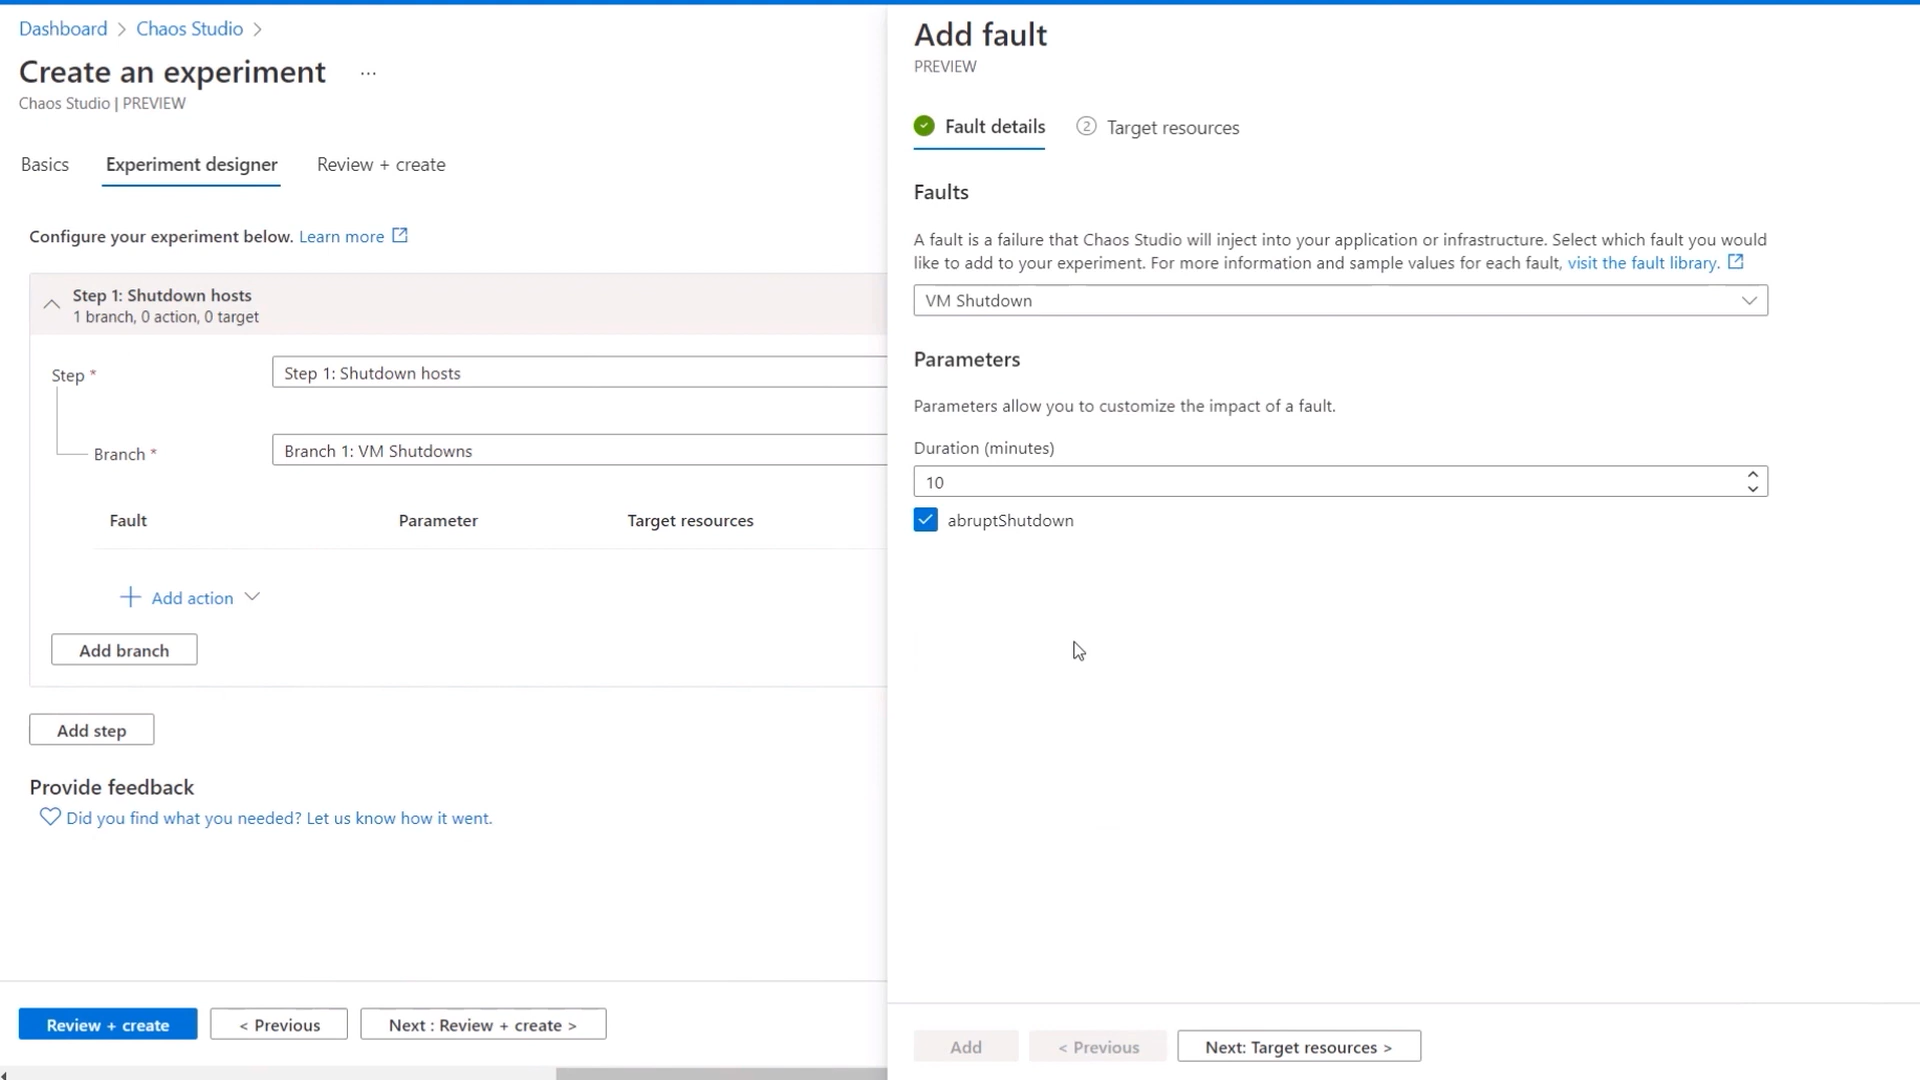 Dashboard > Chaos Studio >
Create an experiment ...
Chaos Studio | PREVIEW
Basics
Experiment designer
Review + create
Configure your experiment below. Learn more
Step 1: Shutdown hosts
1 branch, 0 action, 0 target
Step *
Step 1: Shutdown hosts
Branch *
Branch 1: VM Shutdowns
Fault
Parameter
Target resources
Add action
Add branch
Add step
Provide feedback
Did you find what you needed? Let us know how it went.
Review + create
< Previous
Next : Review + create >
Add fault
PREVIEW
Fault details
2 Target resources
Faults
A fault is a failure that Chaos Studio will inject into your application or infrastructure. Select which fault you would
like to add to your experiment. For more information and sample values for each fault, visit the fault library.
VM Shutdown
Parameters
Parameters allow you to customize the impact of a fault.
Duration (minutes)
10
abruptShutdown
Add
< Previous
Next: Target resources >